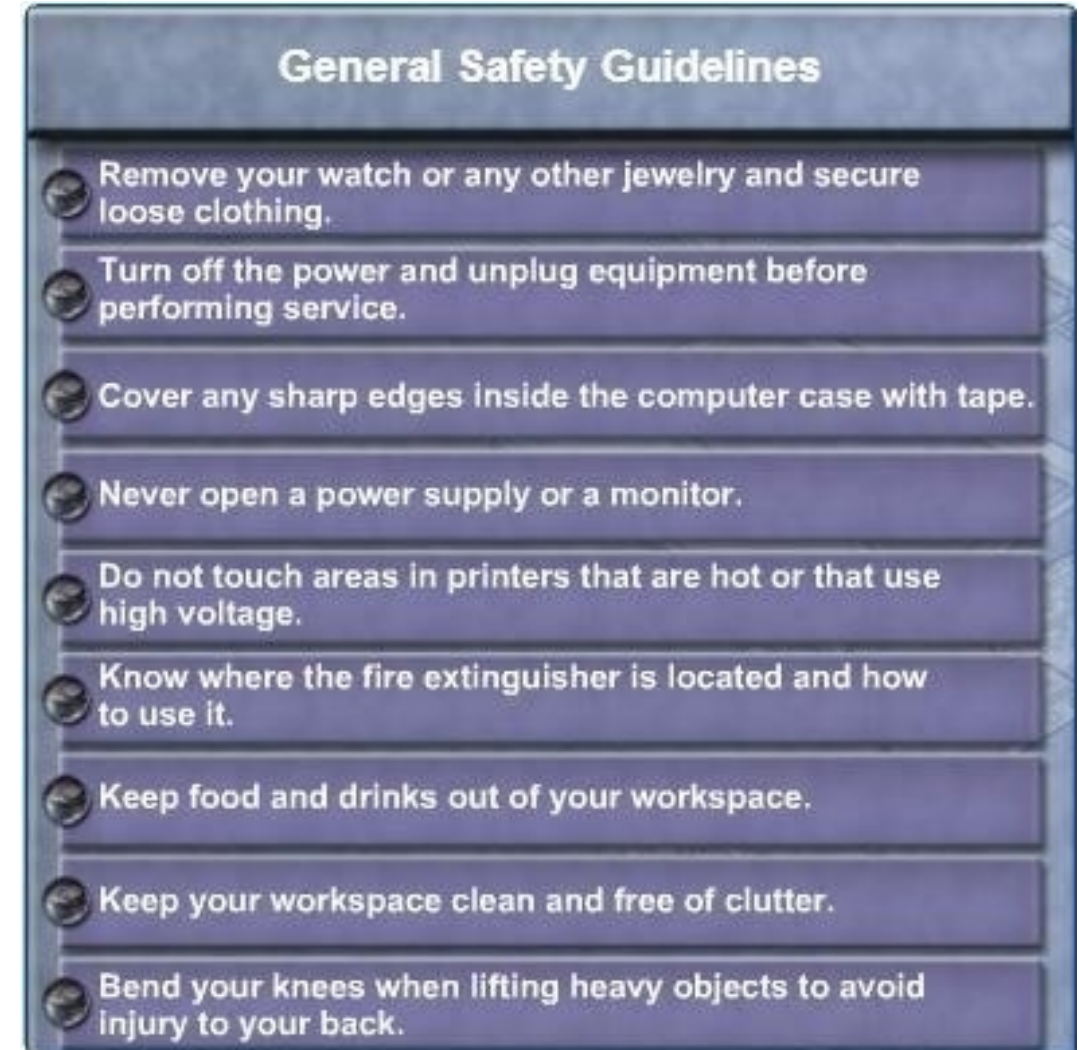 General Safety Guidelines
Remove your watch or any other jewelry and secure
loose clothing.
Turn off the power and unplug equipment before
performing service.
Cover any sharp edges inside the computer case with tape.
Never open a power supply or a monitor.
Do not touch areas in printers that are hot or that use
high voltage.
Know where the fire extinguisher is located and how
to use it.
Keep food and drinks out of your workspace.
Keep your workspace clean and free of clutter.
Bend your knees when lifting heavy objects to avoid
injury to your back.